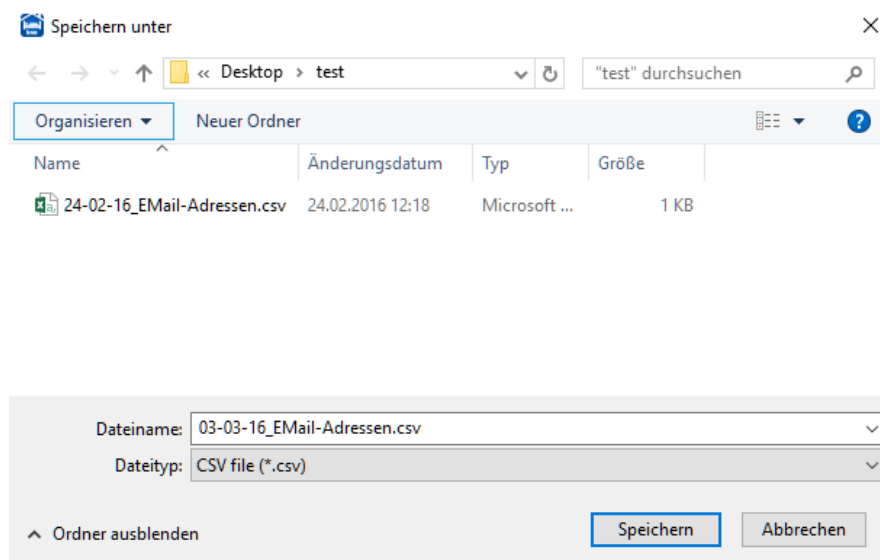 Speichern unter
« Desktop › test
"test" durchsuchen
Organisieren
Neuer Ordner
?
Name
Änderungsdatum
Typ
Größe
24-02-16_EMail-Adressen.csv
24.02.2016 12:18
Microsoft ...
1 KB
Dateiname: 03-03-16_EMail-Adressen.csv
Dateityp: CSV file (*.csv)
Ordner ausblenden
Speichern
Abbrechen